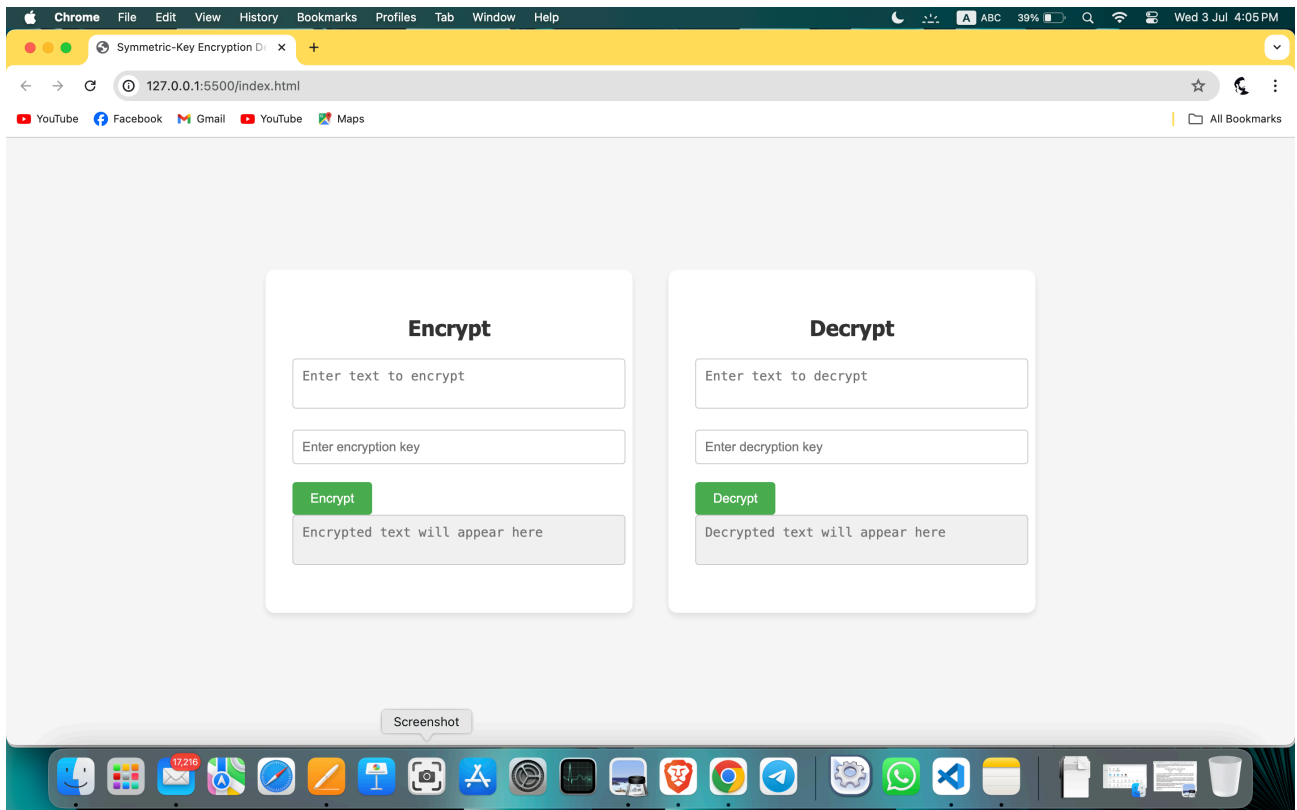 Chrome File Edit View History Bookmarks Profiles Tab Window Help A ABC 39% Wed 3 Jul 4:05 PM
Symmetric-Key Encryption De
127.0.0.1:5500/index.html
YouTube Facebook Gmail YouTube Maps All Bookmarks
Encrypt
Enter text to encrypt
Enter encryption key
Encrypt
Encrypted text will appear here
Decrypt
Enter text to decrypt
Enter decryption key
Decrypt
Decrypted text will appear here
Screenshot
17,216